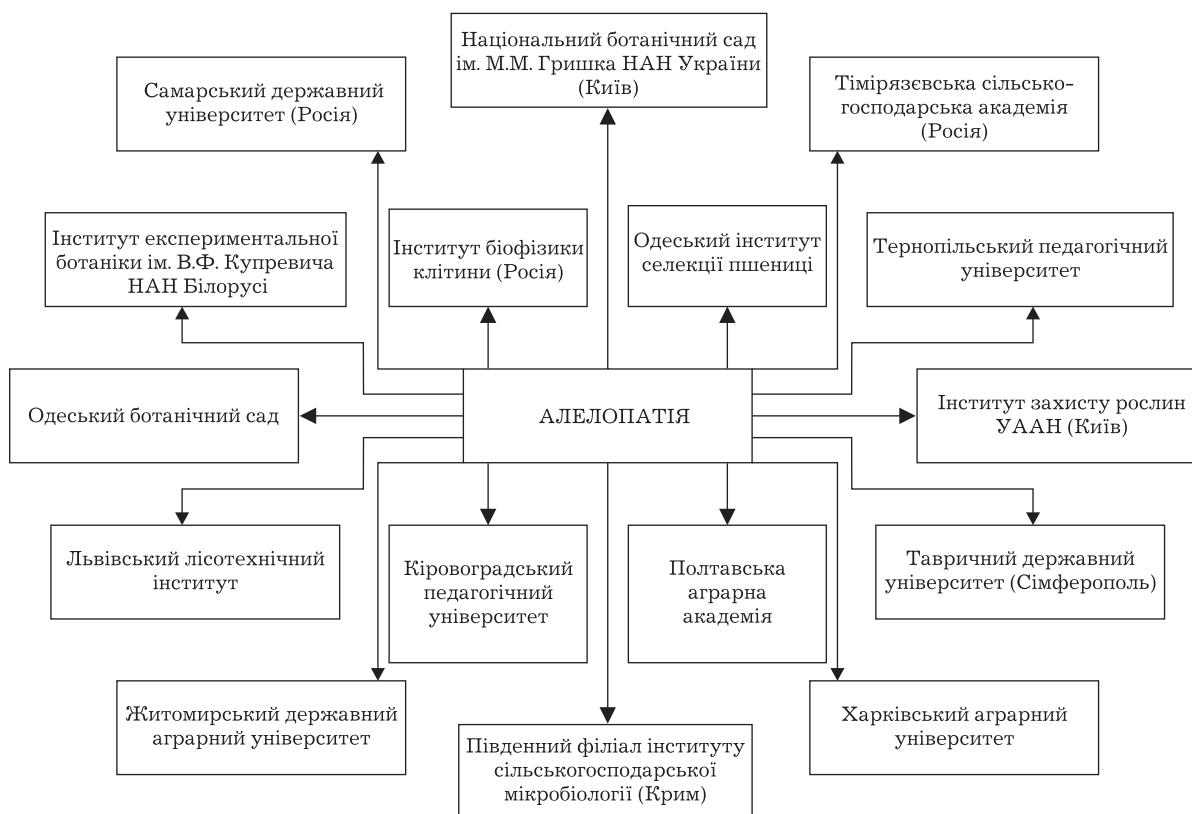 Національний ботанічний сад
ім. М.М. Гришка НАН України
(Київ)
Самарський державний
університет (Росія)
Тімірязєвська сільсько-
господарська академія
(Росія)
Інститут експериментальної
ботаніки ім. В.Ф. Купревича
НАН Білорусі
Інститут біофізики
клітини (Росія)
Одеський інститут
селекції пшениці
Тернопільський педагогічний
університет
Одеський ботанічний сад
АЛЕЛОПАТІЯ
Інститут захисту рослин
УААН (Київ)
Львівський лісотехнічний
інститут
Кіровоградський
педагогічний
університет
Полтавська
аграрна
академія
Тавричний державний
університет (Сімферополь)
Житомирський державний
аграрний університет
Південний філіал інституту
сільськогосподарської
мікробіології (Крим)
Харківський аграрний
університет